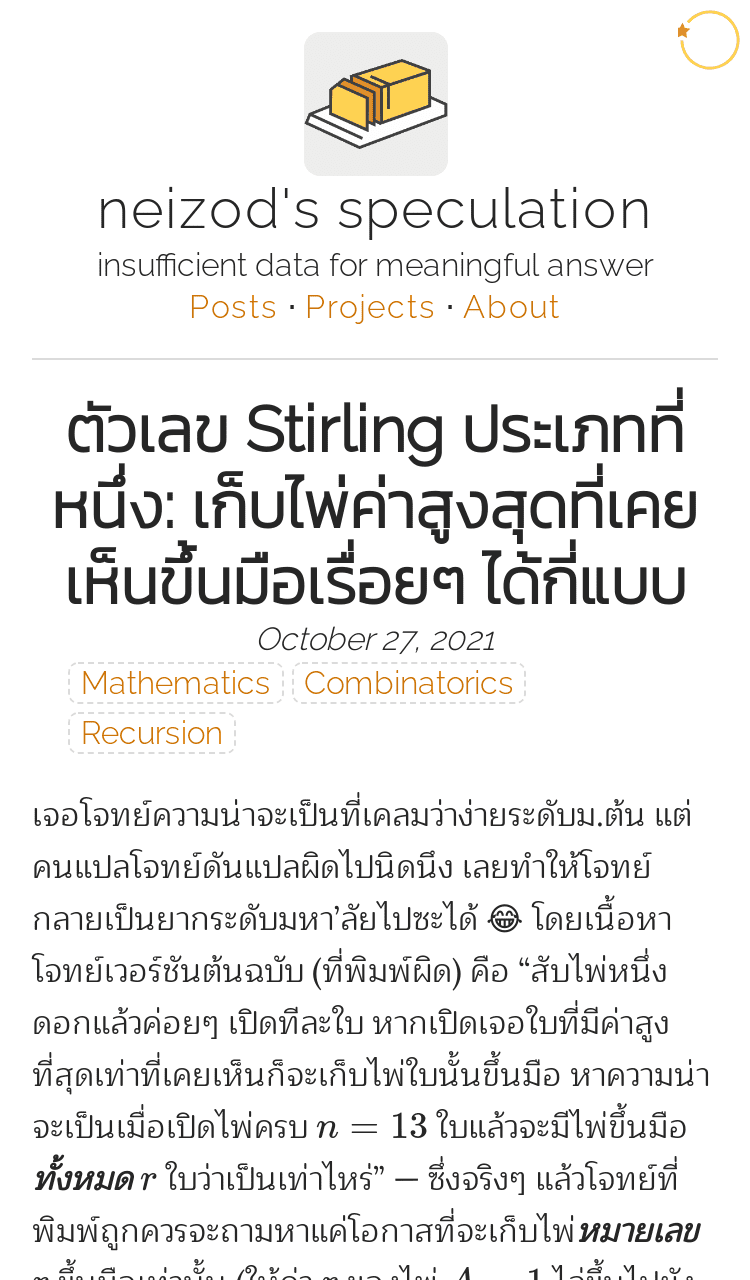 neizod's speculation
insufficient data for meaningful answer
Posts · Projects · About
ตัวเลข Stirling ประเภทที่
หนึ่ง: เก็บไพ่ค่าสูงสุดที่เคย
เห็นขึ้นมือเรื่อยๆ ได้กี่แบบ
October 27, 2021
Mathematics Combinatorics
Recursion
เจอโจทย์ความน่าจะเป็นที่เคลมว่าง่ายระดับม.ต้น แต่
คนแปลโจทย์ดันแปลผิดไปนิดนึง เลยทำให้โจทย์
กลายเป็นยากระดับมหา’ลัยไปซะได้ 😂 โดยเนื้อหา
โจทย์เวอร์ชันต้นฉบับ (ที่พิมพ์ผิด) คือ “สับไพ่หนึ่ง
ดอกแล้วค่อยๆ เปิดทีละใบ หากเปิดเจอใบที่มีค่าสูง
ที่สุดเท่าที่เคยเห็นก็จะเก็บไพ่ใบนั้นขึ้นมือ หาความน่า
จะเป็นเมื่อเปิดไพ่ครบ n = 13 ใบแล้วจะมีไพ่ขึ้นมือ
ทั้งหมด r ใบว่าเป็นเท่าไหร่” — ซึ่งจริงๆ แล้วโจทย์ที่
พิมพ์ถูกควรจะถามหาแค่โอกาสที่จะเก็บไพ่หมายเลข